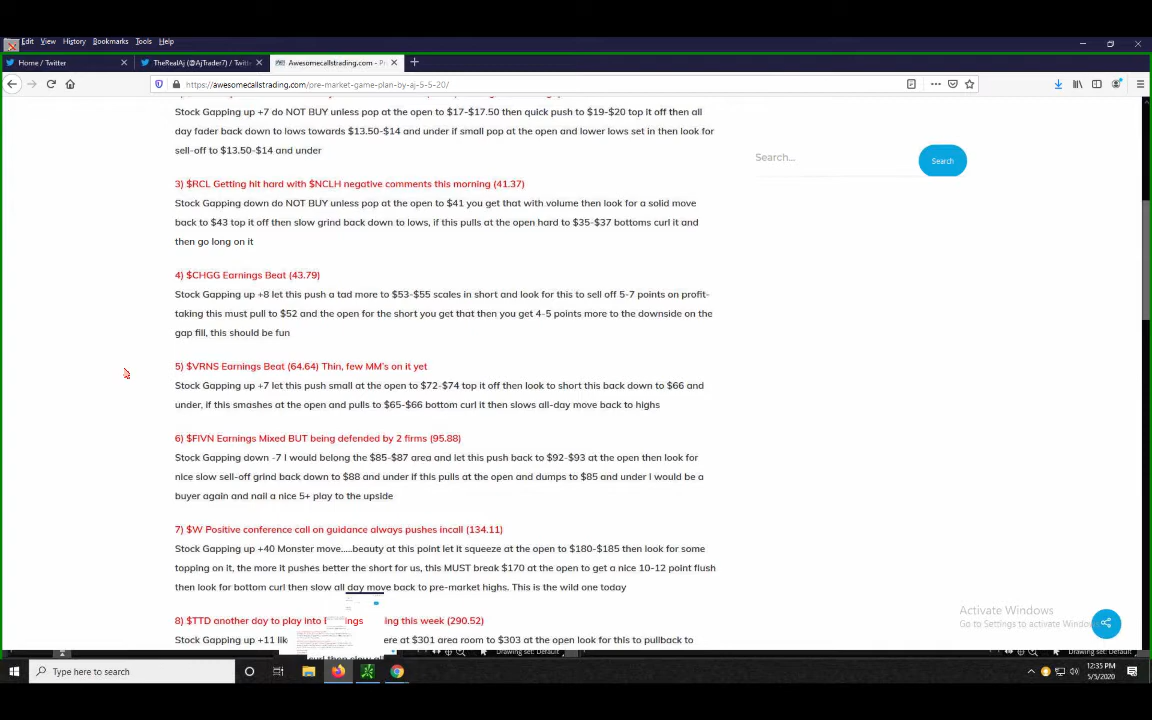 Edit View History Bookmarks Tools Help
Home / Twitter
TheRealAj (@AjTrader7) / Twitt
Awesomecallstrading.com - Pr
https://awesomecallstrading.com/pre-market-game-plan-by-aj-5-5-20/
Stock Gapping up +7 do NOT BUY unless pop at the open to $17-$17.50 then quick push to $19-$20 top it off then all
day fader back down to lows towards $13.50-$14 and under if small pop at the open and lower lows set in then look for
sell-off to $13.50-$14 and under
Search...
Search
3) $RCL Getting hit hard with $NCLH negative comments this morning (41.37)
Stock Gapping down do NOT BUY unless pop at the open to $41 you get that with volume then look for a solid move
back to $43 top it off then slow grind back down to lows, if this pulls at the open hard to $35-$37 bottoms curl it and
then go long on it
4) $CHGG Earnings Beat (43.79)
Stock Gapping up +8 let this push a tad more to $53-$55 scales in short and look for this to sell off 5-7 points on profit-
taking this must pull to $52 and the open for the short you get that then you get 4-5 points more to the downside on the
gap fill, this should be fun
5) $VRNS Earnings Beat (64.64) Thin, few MM's on it yet
Stock Gapping up +7 let this push small at the open to $72-$74 top it off then look to short this back down to $66 and
under, if this smashes at the open and pulls to $65-$66 bottom curl it then slows all-day move back to highs
6) $FIVN Earnings Mixed BUT being defended by 2 firms (95.88)
Stock Gapping down -7 I would belong the $85-$87 area and let this push back to $92-$93 at the open then look for
nice slow sell-off grind back down to $88 and under If this pulls at the open and dumps to $85 and under I would be a
buyer again and nail a nice 5+ play to the upside
7) $W Positive conference call on guidance always pushes incall (134.11)
Stock Gapping up +40 Monster move.....beauty at this point let it squeeze at the open to $180-$185 then look for some
topping on it, the more it pushes better the short for us, this MUST break $170 at the open to get a nice 10-12 point flush
then look for bottom curl then slow all day move back to pre-market highs. This is the wild one today
8) $TTD another day to play into ing this week (290.52)
Stock Gapping up +11 like ere at $301 area room to $303 at the open look for this to pullback to
curl then slow all
Activate Windows
Go to Settings to activate Windows
Drawing set: Default
Drawing set: Default
Type here to search
12:35 PM
5/5/2020